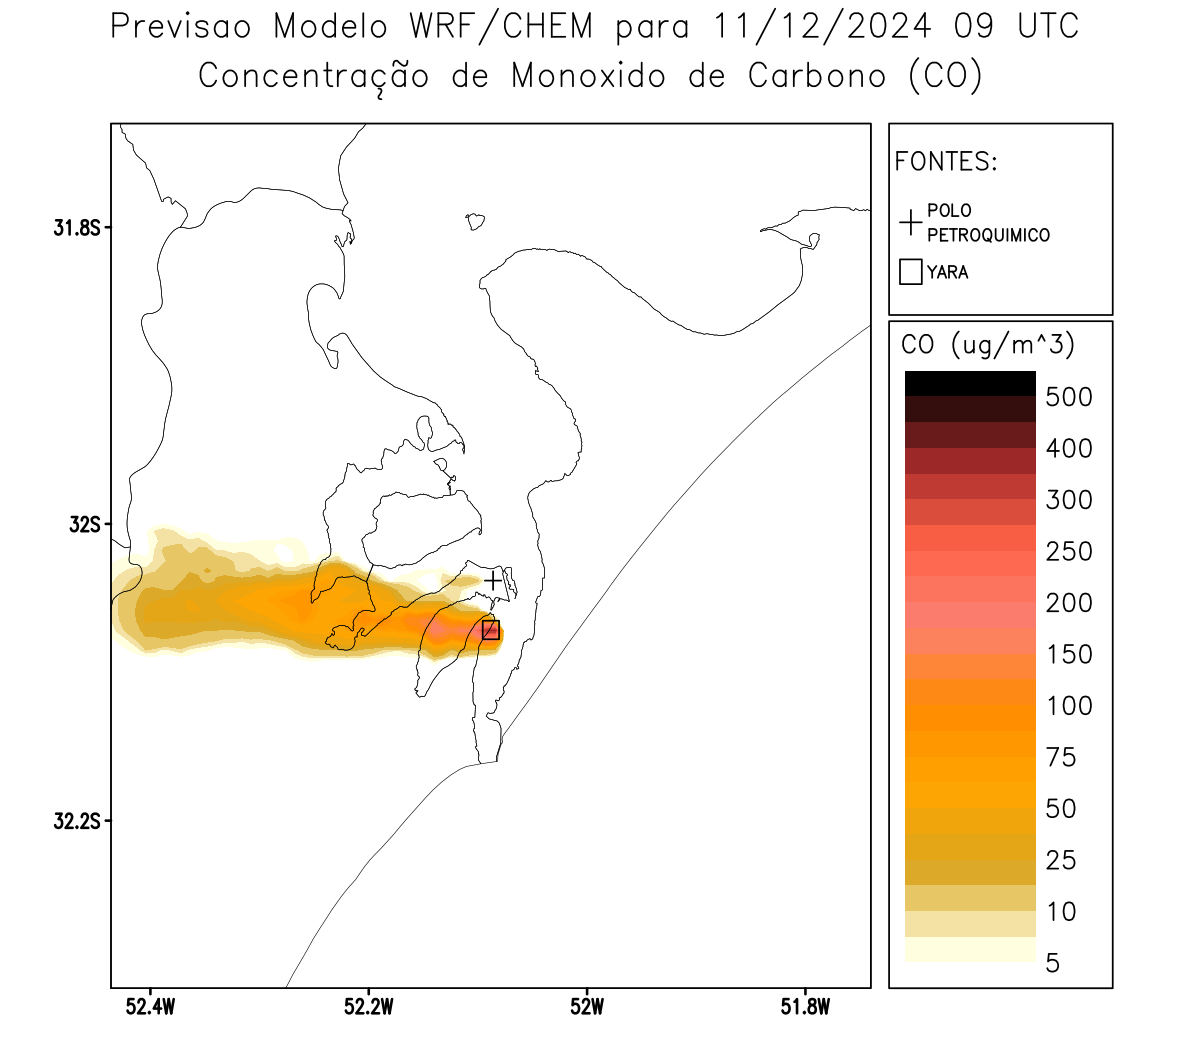 Previsao Modelo WRF/CHEM para 11/12/2024 09 UTC
Concentração de Monoxido de Carbono (CO)
FONTES:
POLO
PETROQUIMICO
YARA
CO (ug/m^3)
500
400
300
250
200
150
100
75
50
25
10
5
31.8S
32S
32.2S
52.4W
52.2W
52W
51.8W